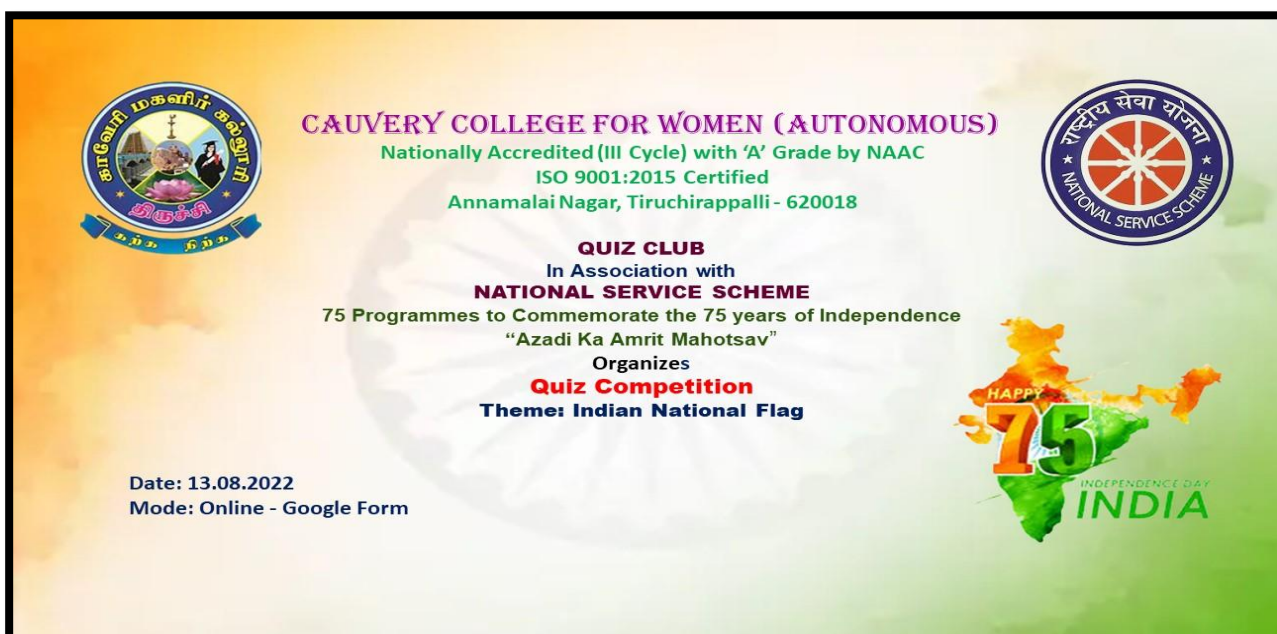 காவேரி மகளிர் கல்லூரி
திருச்சி
கற்க நிற்க
CAUVERY COLLEGE FOR WOMEN (AUTONOMOUS)
Nationally Accredited (III Cycle) with ‘A’ Grade by NAAC
ISO 9001:2015 Certified
Annamalai Nagar, Tiruchirappalli - 620018
राष्ट्रीय सेवा योजना
NATIONAL SERVICE SCHEME
QUIZ CLUB
In Association with
NATIONAL SERVICE SCHEME
75 Programmes to Commemorate the 75 years of Independence
“Azadi Ka Amrit Mahotsav”
Organizes
Quiz Competition
Theme: Indian National Flag
HAPPY
75
INDEPENDENCE DAY
INDIA
Date: 13.08.2022
Mode: Online - Google Form